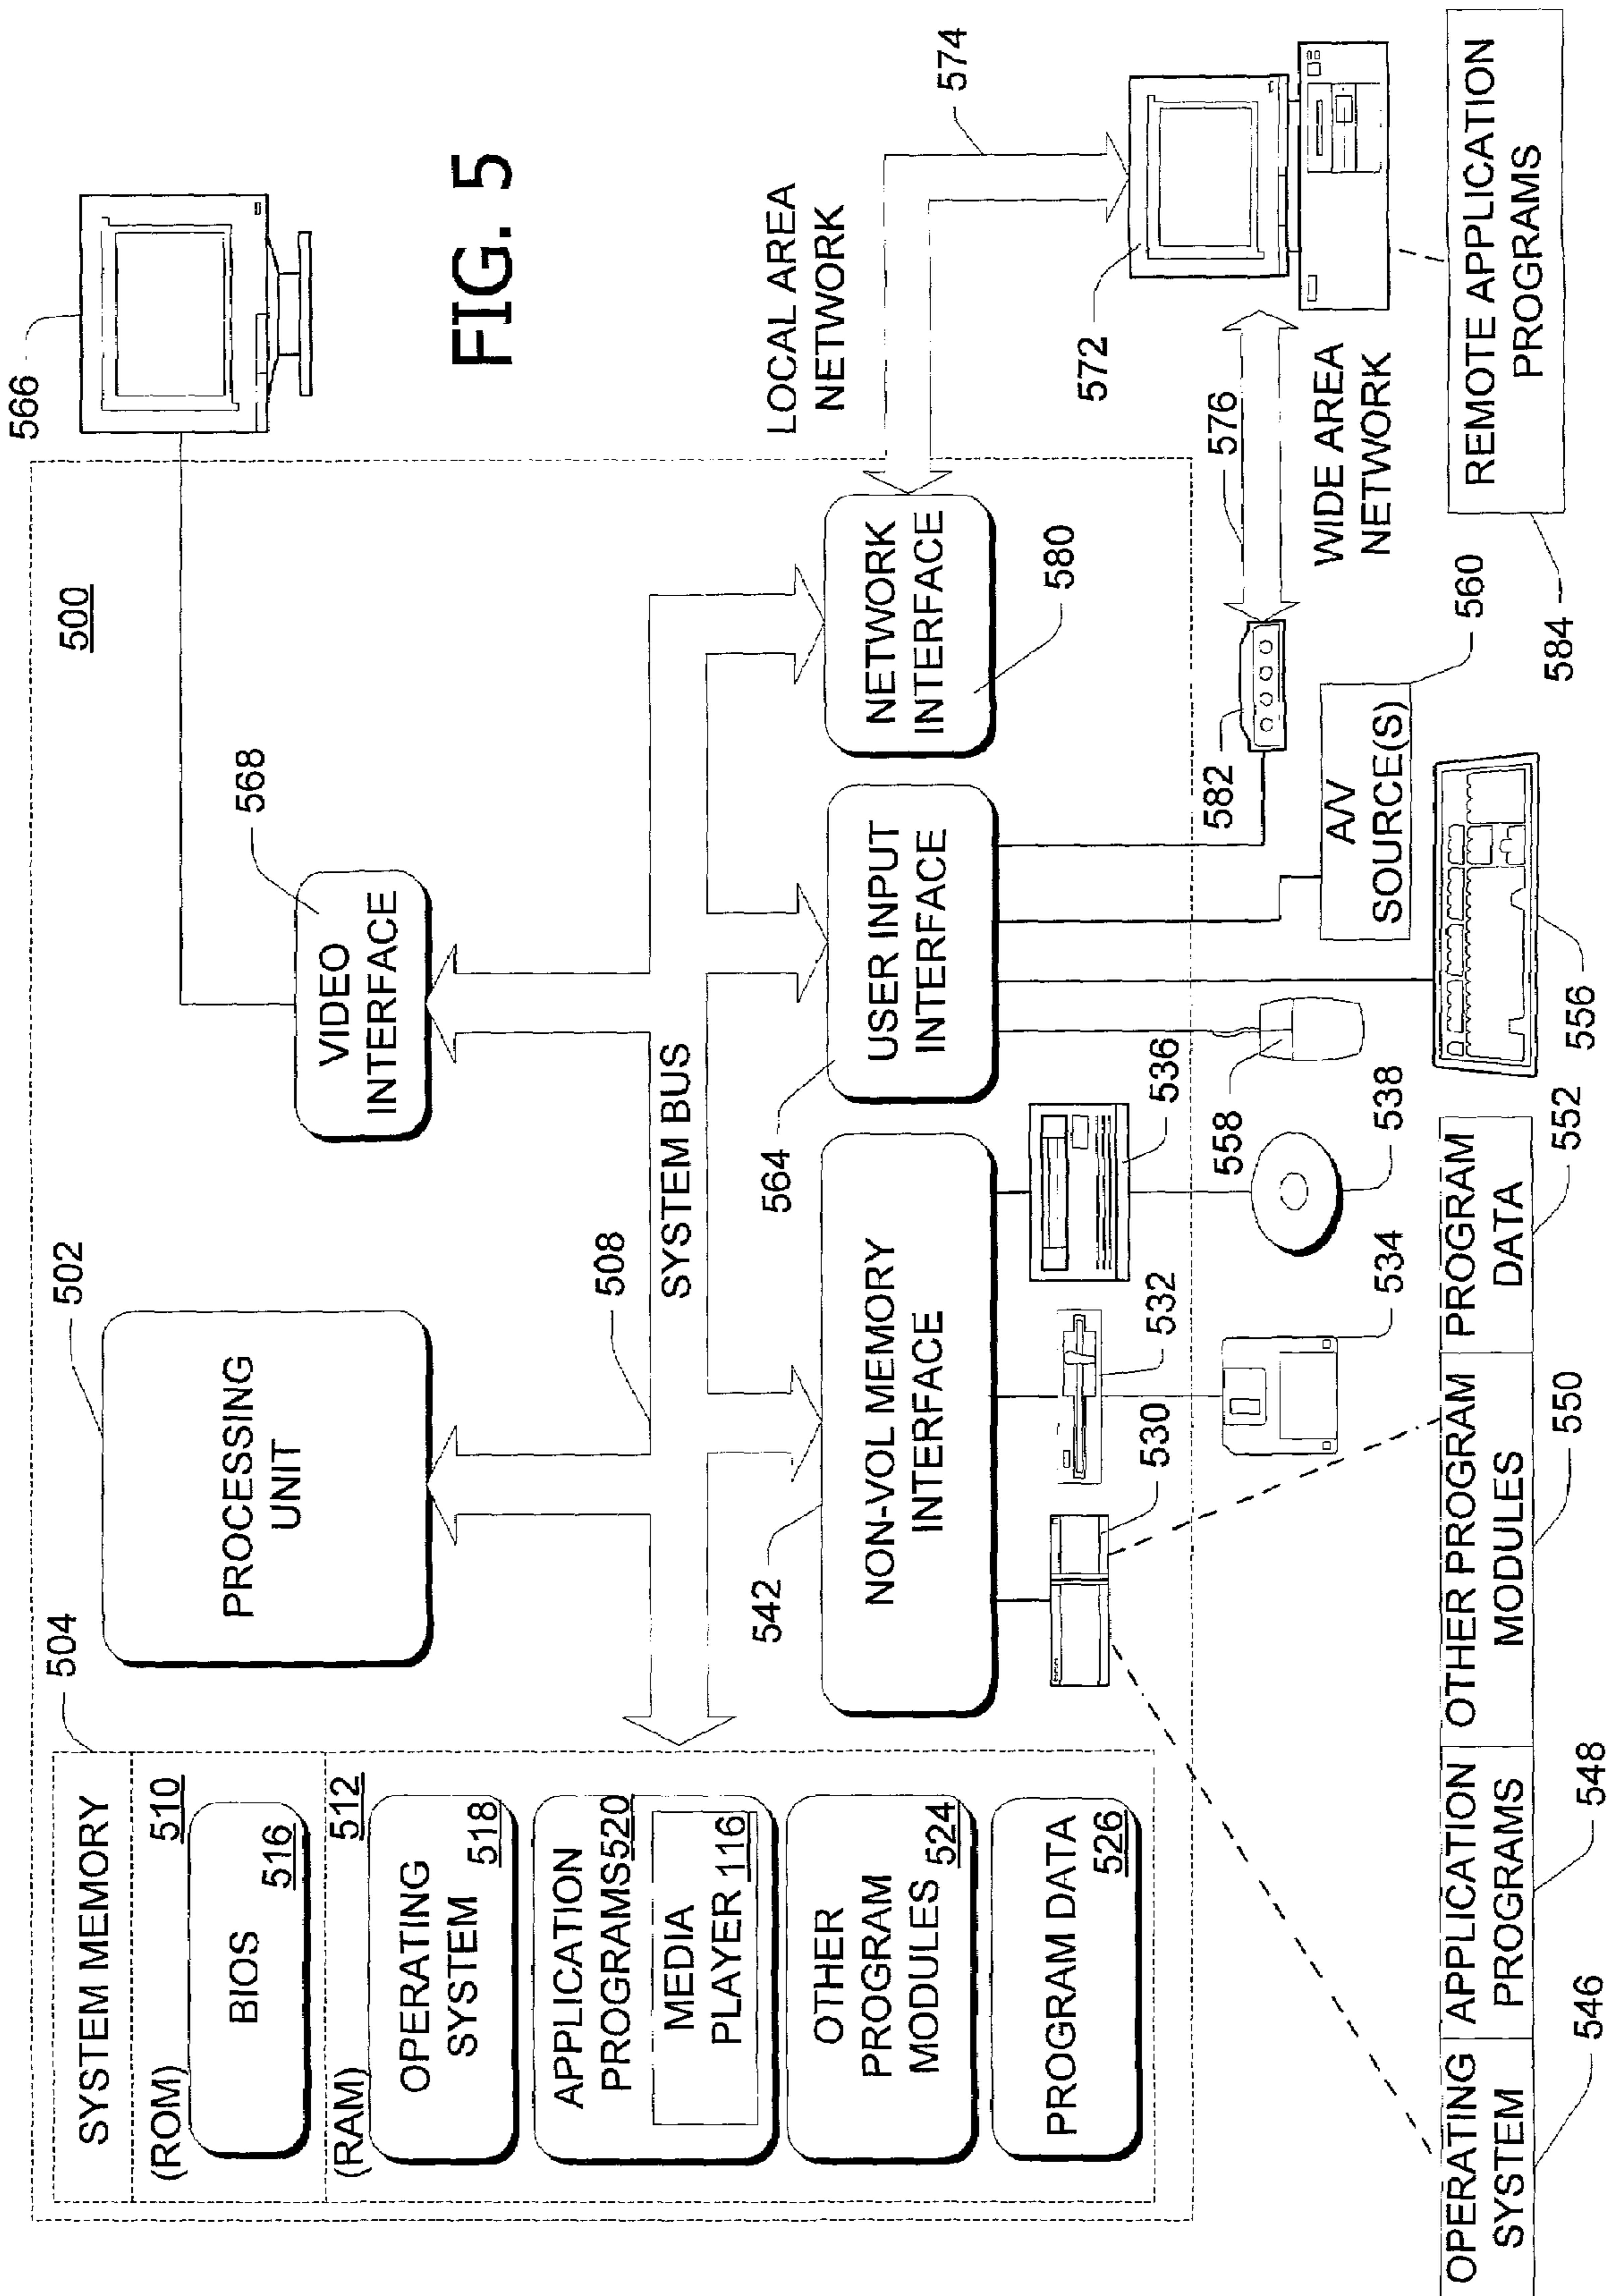 FIG. 5
500
566
SYSTEM MEMORY
504
(ROM) 510
BIOS
516
(RAM) 512
OPERATING
SYSTEM
518
APPLICATION
PROGRAMS520
MEDIA
PLAYER 116
OTHER
PROGRAM
MODULES 524
PROGRAM DATA
526
PROCESSING
UNIT
502
VIDEO
INTERFACE
568
508
SYSTEM BUS
542
NON-VOL MEMORY
INTERFACE
564
USER INPUT
INTERFACE
NETWORK
INTERFACE
580
LOCAL AREA
NETWORK
574
530
532
534
536
538
558
556
A/V
SOURCE(S)
560
582
576
WIDE AREA
NETWORK
572
REMOTE APPLICATION
PROGRAMS
584
OPERATING
SYSTEM
546
APPLICATION
PROGRAMS
548
OTHER PROGRAM
MODULES
550
PROGRAM
DATA
552